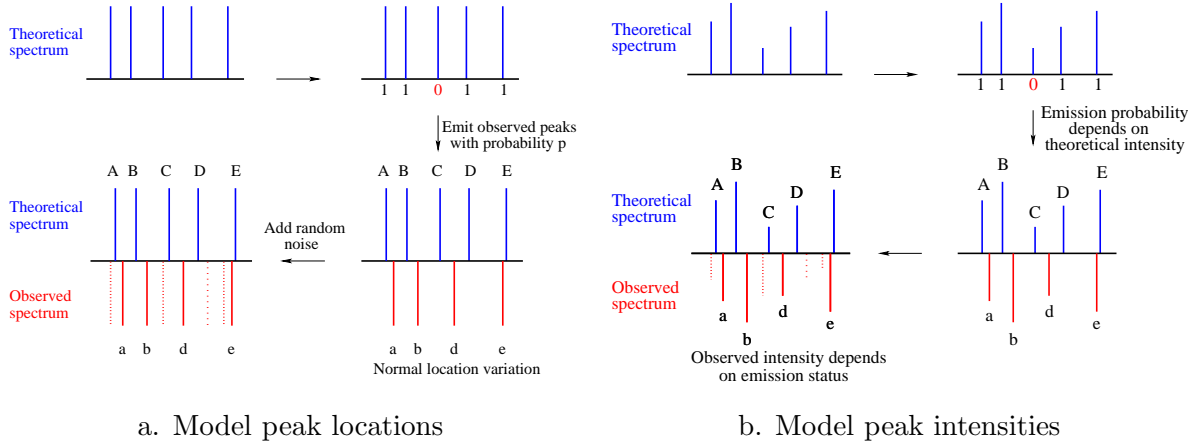 Theoretical
spectrum
1 1 0 1 1
Emit observed peaks
with probability p
A B C D E
A B C D E
Theoretical
spectrum
Add random
noise
Observed
spectrum
a b d e
a b d e
Normal location variation
a. Model peak locations
Theoretical
spectrum
1 1 0 1 1
Emission probability
depends on
theoretical intensity
A B C D E
A B C D E
Theoretical
spectrum
Observed
spectrum
a b d e
a b d e
Observed intensity depends
on emission status
b. Model peak intensities